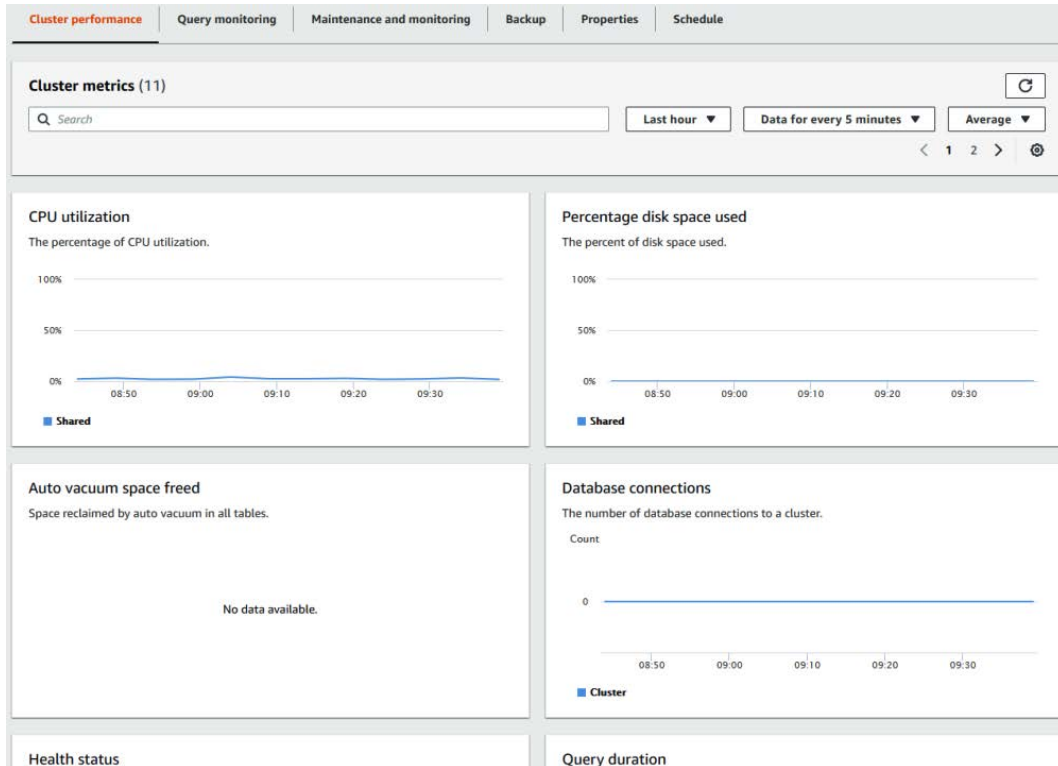 Cluster performance Query monitoring Maintenance and monitoring Backup Properties Schedule
Cluster metrics (11)
Search Last hour ▼ Data for every 5 minutes ▼ Average ▼
< 1 2 >
CPU utilization
The percentage of CPU utilization.
100%
50%
0%
08:50 09:00 09:10 09:20 09:30
Shared
Percentage disk space used
The percent of disk space used.
100%
50%
0%
08:50 09:00 09:10 09:20 09:30
Shared
Auto vacuum space freed
Space reclaimed by auto vacuum in all tables.
No data available.
Database connections
The number of database connections to a cluster.
Count
0
08:50 09:00 09:10 09:20 09:30
Cluster
Health status
Query duration